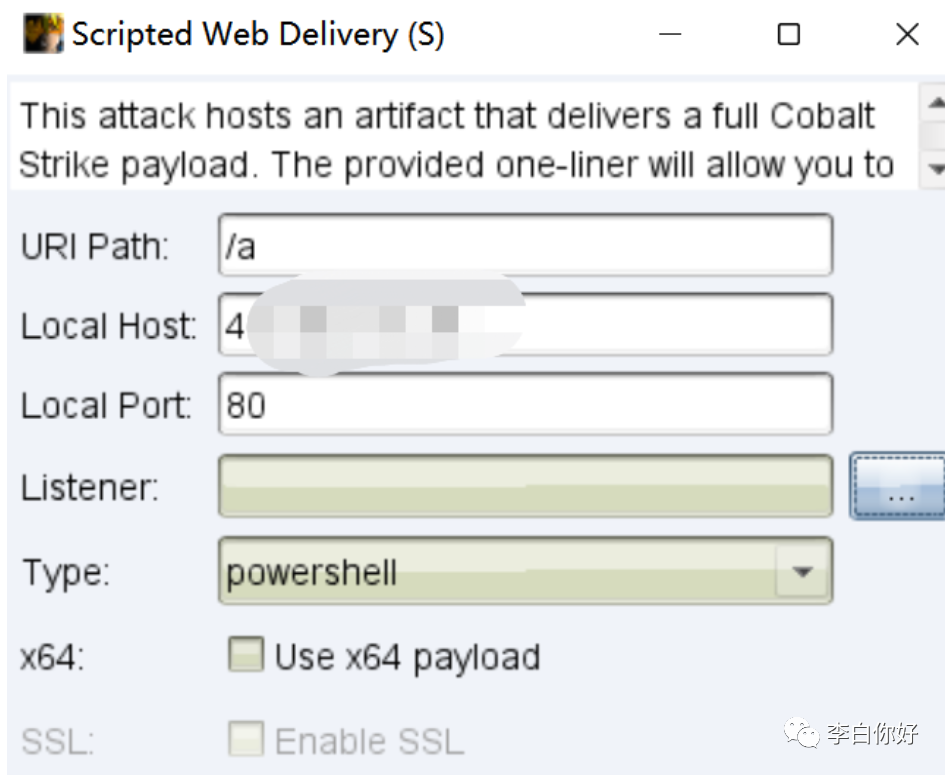 Scripted Web Delivery (S)
This attack hosts an artifact that delivers a full Cobalt
Strike payload. The provided one-liner will allow you to
URI Path: /a
Local Host: 4
Local Port: 80
Listener: ...
Type: powershell
x64: Use x64 payload
SSL: Enable SSL
李白你好